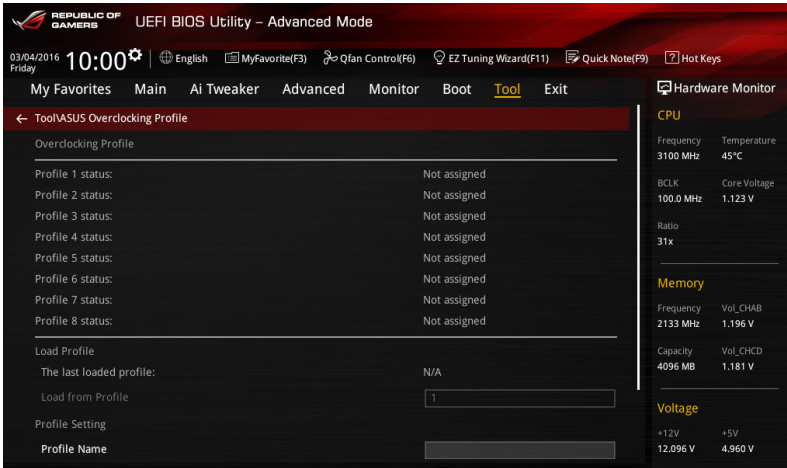 REPUBLIC OF
GAMERS
UEFI BIOS Utility – Advanced Mode
03/04/2016
Friday
10:00
English
MyFavorite(F3)
Qfan Control(F6)
EZ Tuning Wizard(F11)
Quick Note(F9)
? Hot Keys
My Favorites Main Ai Tweaker Advanced Monitor Boot Tool Exit
Hardware Monitor
Tool\ASUS Overclocking Profile
Overclocking Profile
Profile 1 status: Not assigned
Profile 2 status: Not assigned
Profile 3 status: Not assigned
Profile 4 status: Not assigned
Profile 5 status: Not assigned
Profile 6 status: Not assigned
Profile 7 status: Not assigned
Profile 8 status: Not assigned
Load Profile
The last loaded profile: N/A
Load from Profile 1
Profile Setting
Profile Name
CPU
Frequency Temperature
3100 MHz 45°C
BCLK Core Voltage
100.0 MHz 1.123 V
Ratio
31x
Memory
Frequency Vol_CHAB
2133 MHz 1.196 V
Capacity Vol_CHCD
4096 MB 1.181 V
Voltage
+12V +5V
12.096 V 4.960 V